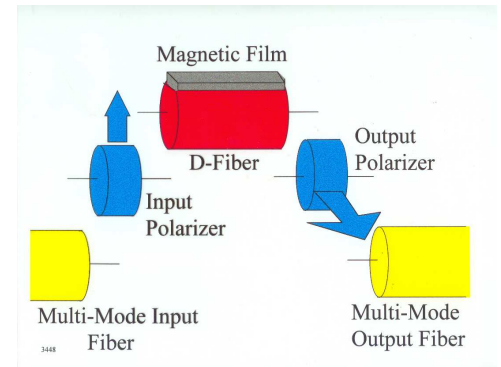 Magnetic Film
D-Fiber
Output
Polarizer
Input
Polarizer
Multi-Mode Input
Fiber
Multi-Mode
Output Fiber
3448